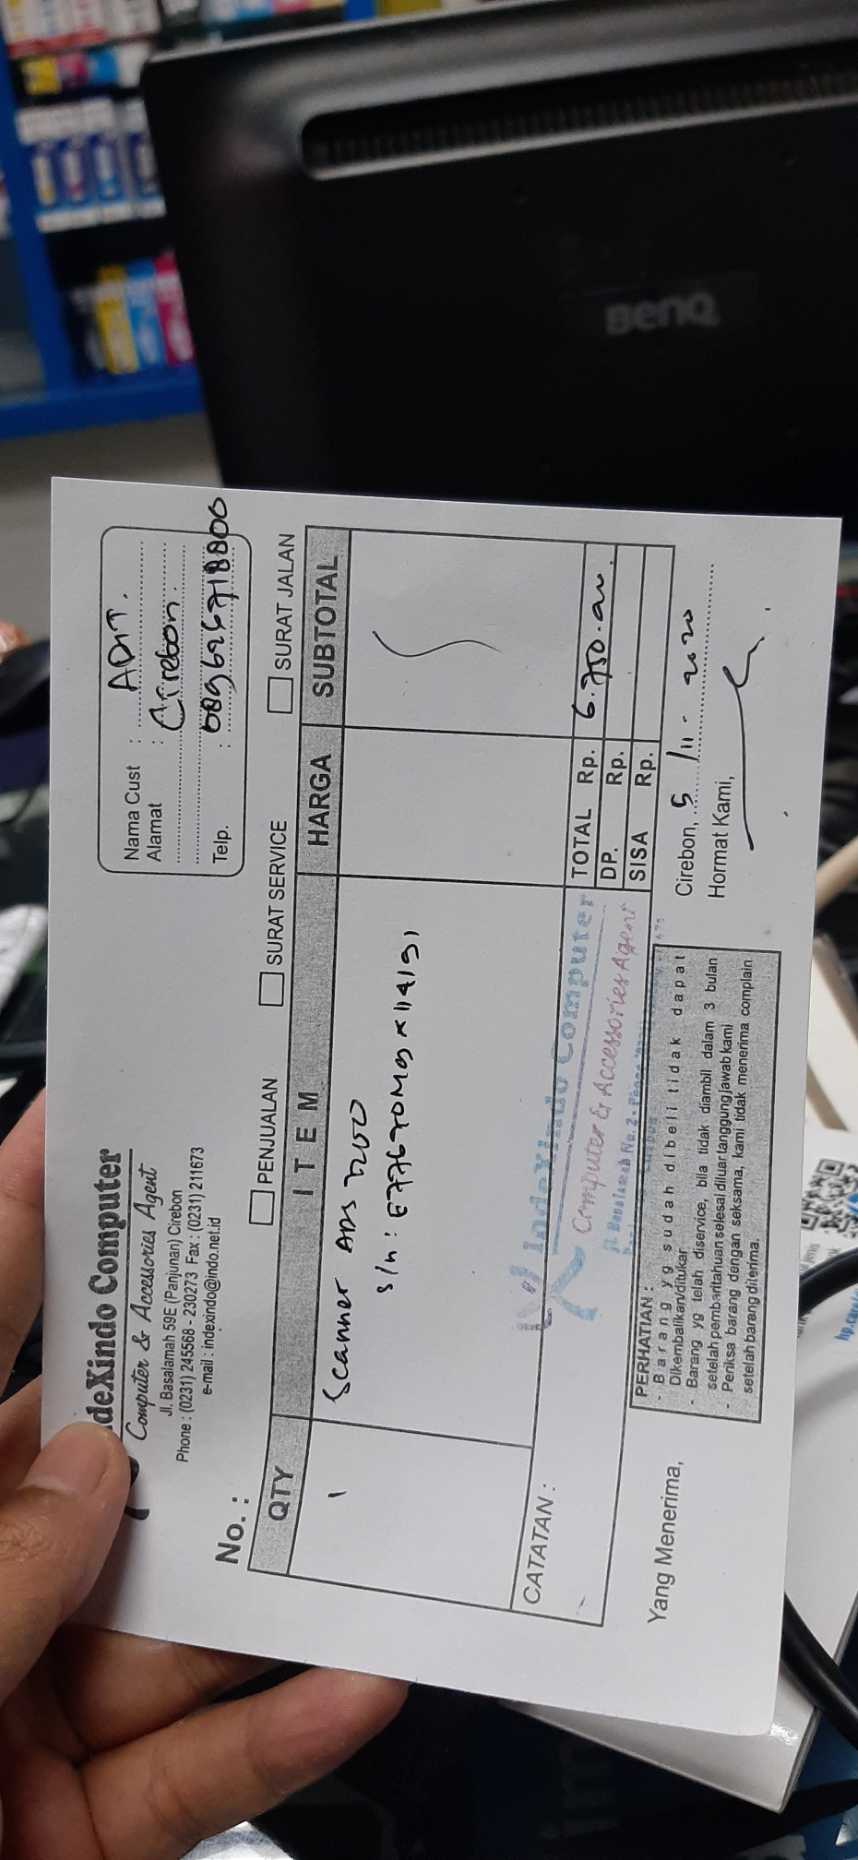 deXindo Computer
Computer & Accessories Agent
Jl. Basalamah 59E (Panjunan) Cirebon
Phone : (0231) 245568 - 230273 Fax : (0231) 211673
e-mail : indexindo@indo.net.id
Nama Cust : ADIT.
Alamat : Cirebon.
Telp. :
No. :
PENJUALAN
SURAT SERVICE
SURAT JALAN
QTY ITEM HARGA SUBTOTAL
1 Scanner ADS 2200
S/n :
CATATAN :
TOTAL Rp. 6.750.000.
DP. Rp.
SISA Rp.
IndeXindo Computer
Computer & Accessories Agent
PERHATIAN :
- Barang yg sudah dibeli tidak dapat
Dikembalikan/ditukar
- Barang yg telah diservice, bila tidak diambil dalam 3 bulan
setelah pemberitahuan selesai diluar tanggung jawab kami
- Periksa barang dengan seksama, kami tidak menerima complain
setelah barang diterima.
Cirebon, 5/11-2020
Yang Menerima,
Hormat Kami,
BenQ